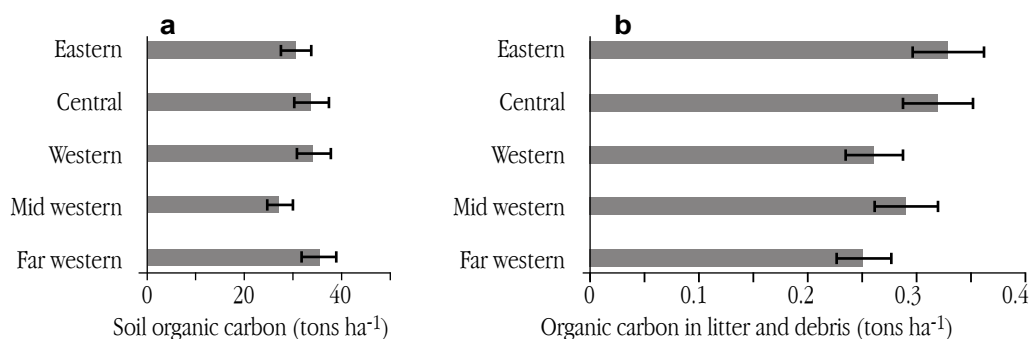 a
Eastern
Central
Western
Mid western
Far western
0 20 40
Soil organic carbon (tons ha⁻¹)
b
Eastern
Central
Western
Mid western
Far western
0 0.1 0.2 0.3 0.4
Organic carbon in litter and debris (tons ha⁻¹)